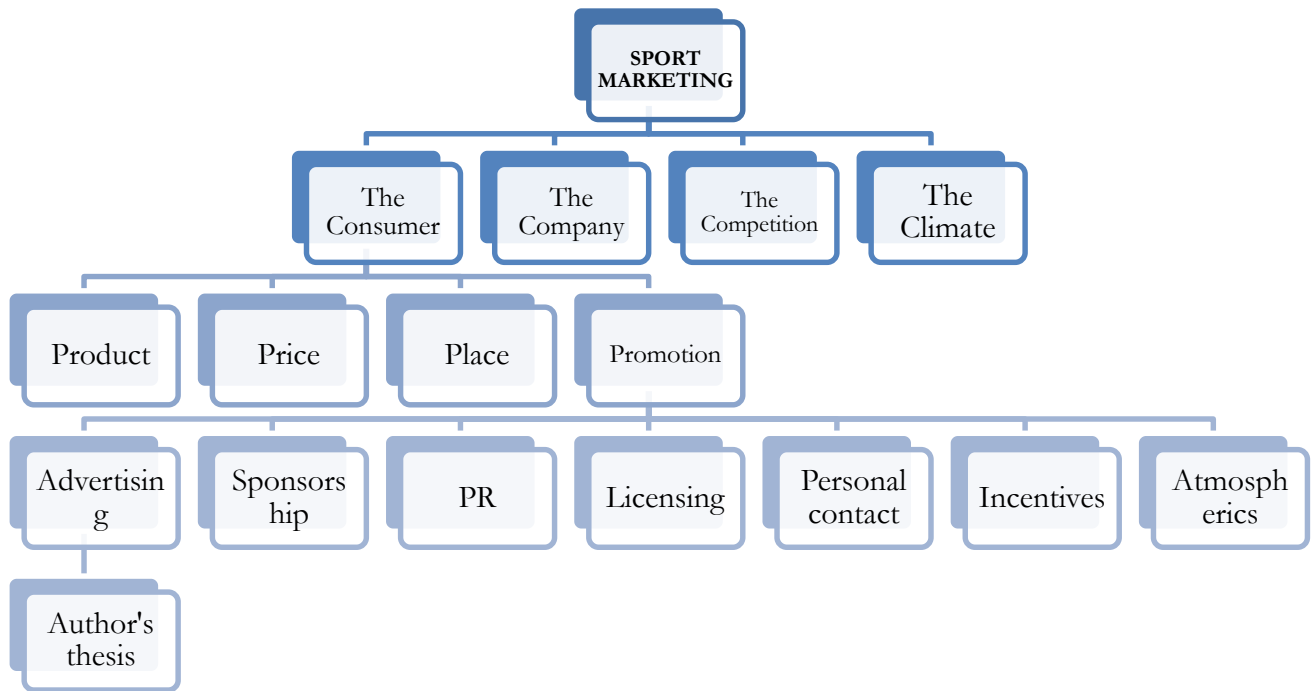 SPORT
MARKETING
The
Consumer
The
Company
The
Competition
The
Climate
Product
Price
Place
Promotion
Advertisin
g
Sponsors
hip
PR
Licensing
Personal
contact
Incentives
Atmosph
erics
Author's
thesis